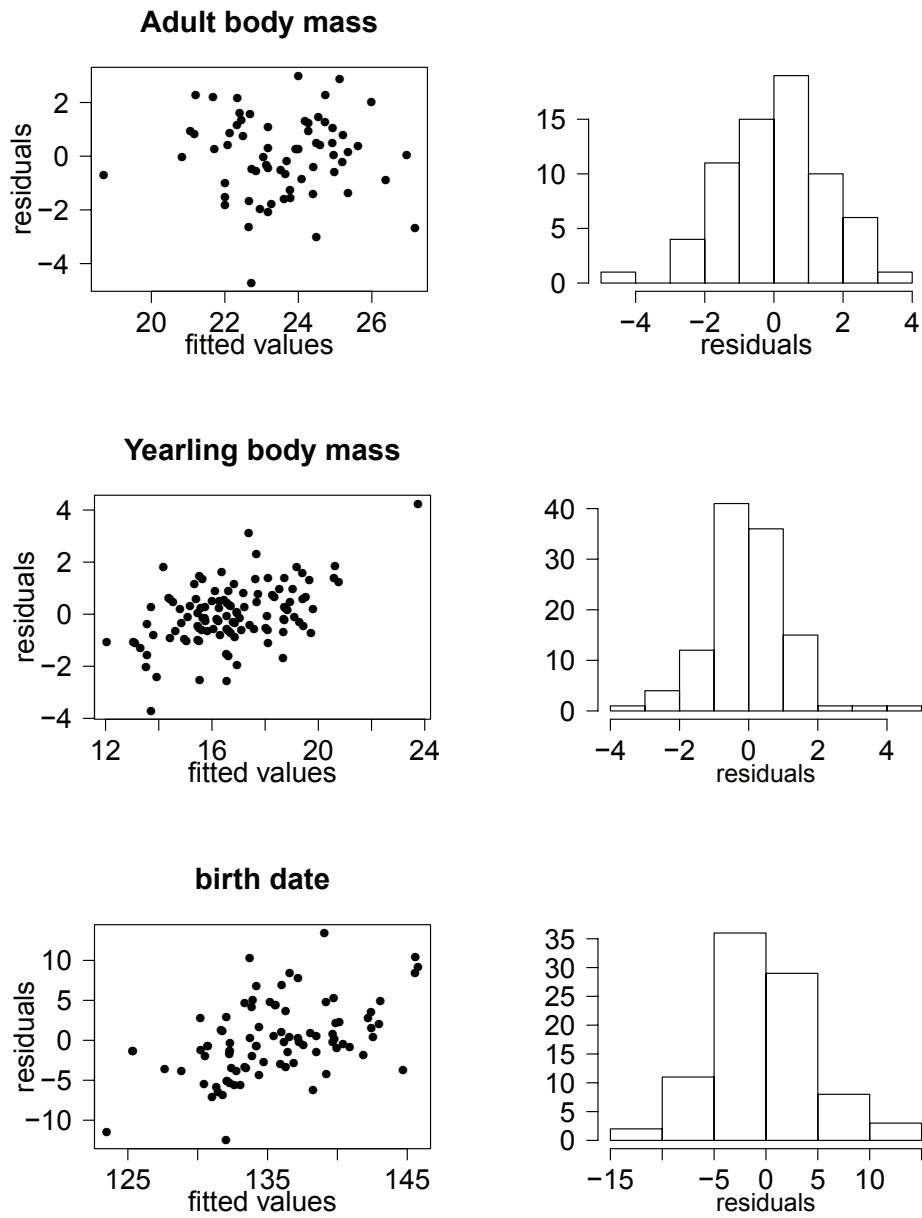 Adult body mass
residuals
2
0
−2
−4
20 22 24 26
fitted values
15
10
5
0
−4 −2 0 2 4
residuals
Yearling body mass
residuals
4
2
0
−2
−4
12 16 20 24
fitted values
40
30
20
10
0
−4 −2 0 2 4
residuals
birth date
residuals
10
5
0
−5
−10
125 135 145
fitted values
35
30
25
20
15
10
5
0
−15 −5 0 5 10
residuals